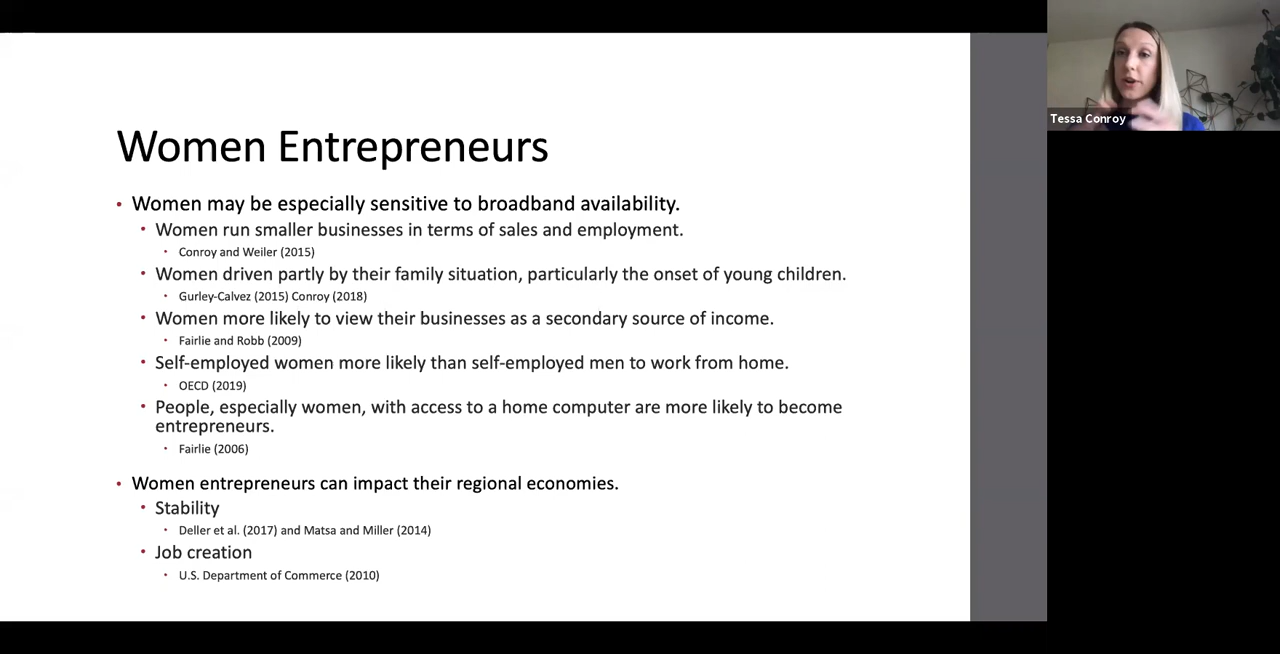 Women Entrepreneurs
• Women may be especially sensitive to broadband availability.
• Women run smaller businesses in terms of sales and employment.
• Conroy and Weiler (2015)
• Women driven partly by their family situation, particularly the onset of young children.
• Gurley-Calvez (2015) Conroy (2018)
• Women more likely to view their businesses as a secondary source of income.
• Fairlie and Robb (2009)
• Self-employed women more likely than self-employed men to work from home.
• OECD (2019)
• People, especially women, with access to a home computer are more likely to become
entrepreneurs.
• Fairlie (2006)
• Women entrepreneurs can impact their regional economies.
• Stability
• Deller et al. (2017) and Matsa and Miller (2014)
• Job creation
• U.S. Department of Commerce (2010)
Tessa Conroy